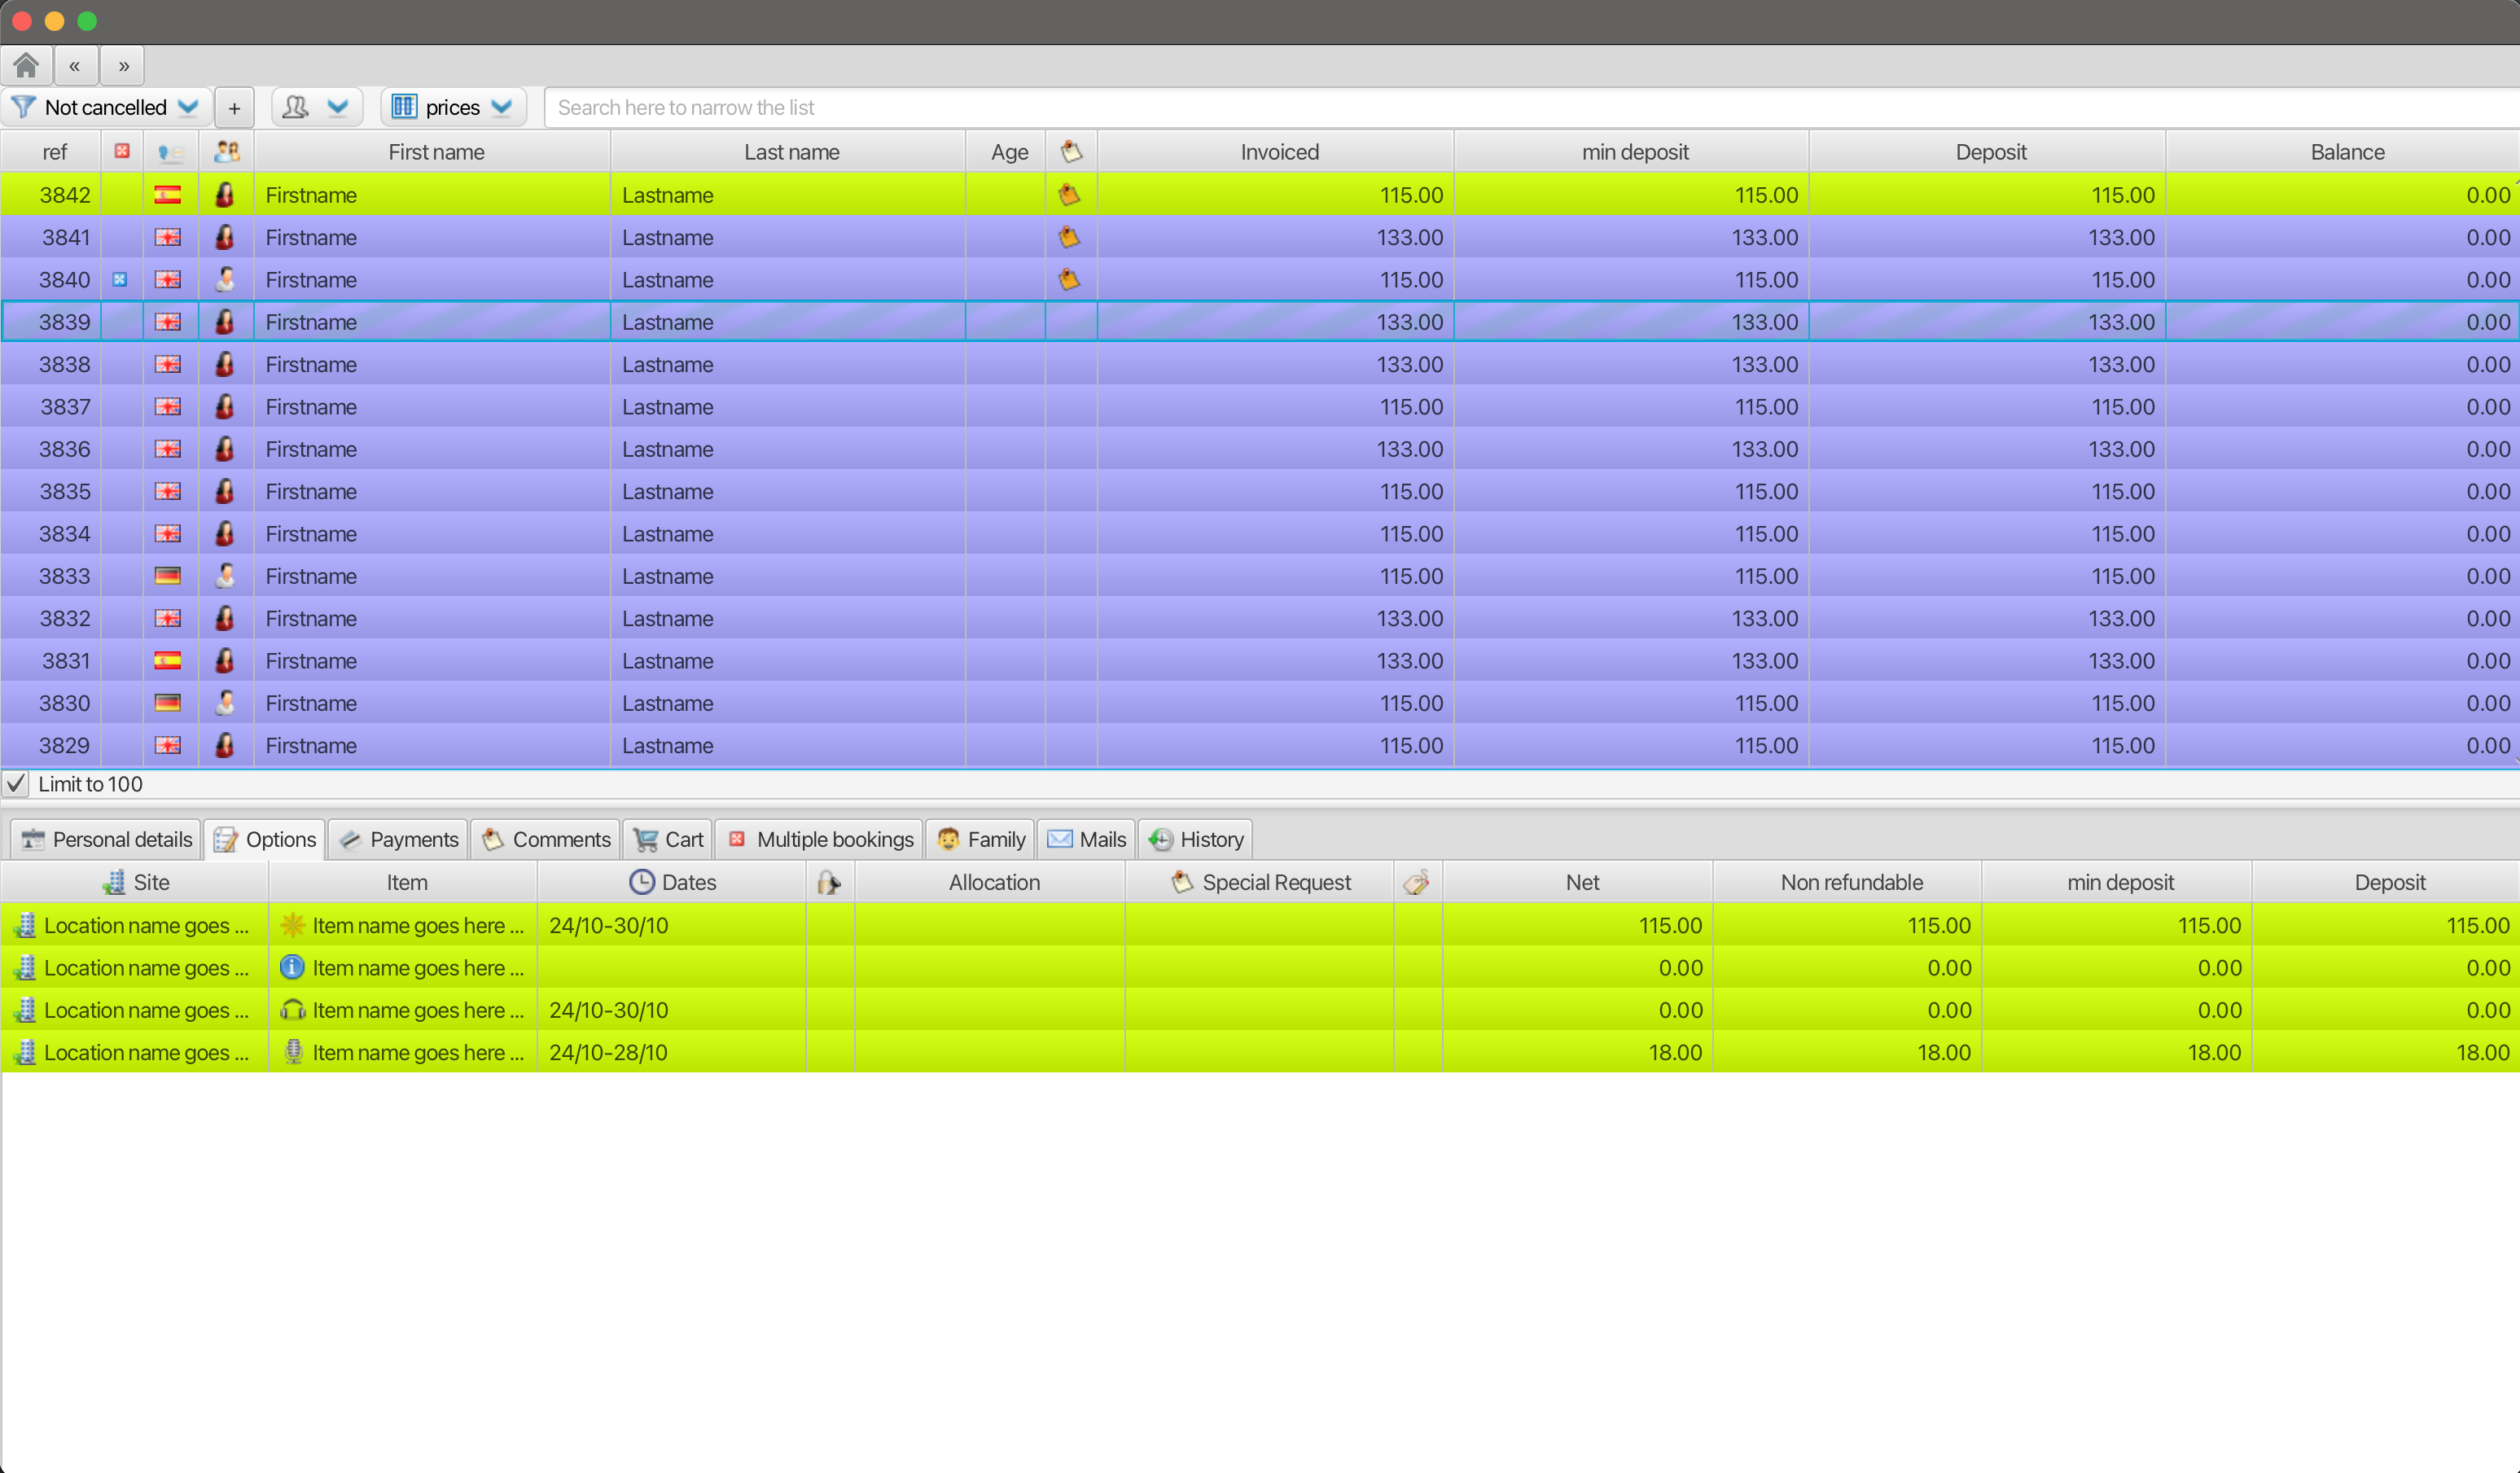 « »
Not cancelled + prices Search here to narrow the list
ref First name Last name Age Invoiced min deposit Deposit Balance
3842 Firstname Lastname 115.00 115.00 115.00 0.00
3841 Firstname Lastname 133.00 133.00 133.00 0.00
3840 Firstname Lastname 115.00 115.00 115.00 0.00
3839 Firstname Lastname 133.00 133.00 133.00 0.00
3838 Firstname Lastname 133.00 133.00 133.00 0.00
3837 Firstname Lastname 115.00 115.00 115.00 0.00
3836 Firstname Lastname 133.00 133.00 133.00 0.00
3835 Firstname Lastname 115.00 115.00 115.00 0.00
3834 Firstname Lastname 115.00 115.00 115.00 0.00
3833 Firstname Lastname 115.00 115.00 115.00 0.00
3832 Firstname Lastname 133.00 133.00 133.00 0.00
3831 Firstname Lastname 133.00 133.00 133.00 0.00
3830 Firstname Lastname 115.00 115.00 115.00 0.00
3829 Firstname Lastname 115.00 115.00 115.00 0.00
Limit to 100
Personal details Options Payments Comments Cart Multiple bookings Family Mails History
Site Item Dates Allocation Special Request Net Non refundable min deposit Deposit
Location name goes ... Item name goes here ... 24/10-30/10 115.00 115.00 115.00 115.00
Location name goes ... Item name goes here ... 0.00 0.00 0.00 0.00
Location name goes ... Item name goes here ... 24/10-30/10 0.00 0.00 0.00 0.00
Location name goes ... Item name goes here ... 24/10-28/10 18.00 18.00 18.00 18.00